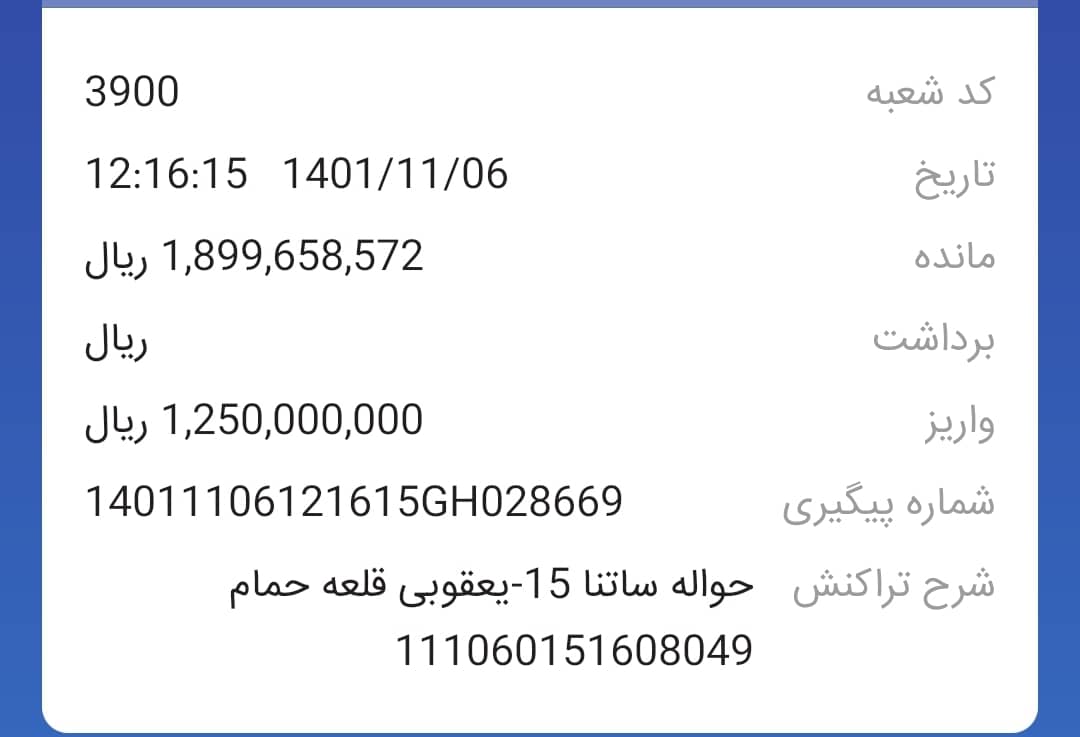 کد شعبه 3900
تاریخ 1401/11/06 12:16:15
مانده 1,899,658,572 ریال
برداشت ریال
واریز 1,250,000,000 ریال
شماره پیگیری 14011106121615GH028669
شرح تراکنش حواله ساتنا 15-یعقوبی قلعه حمام
111060151608049